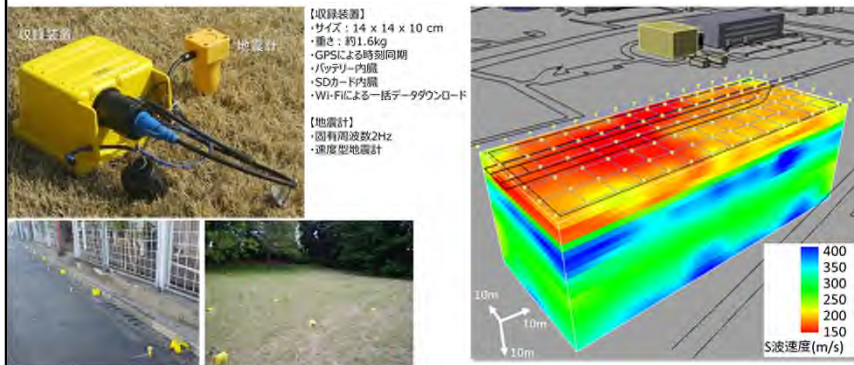 収録装置
地震計
【収録装置】
・サイズ：14 x 14 x 10 cm
・重さ：約1.6kg
・GPSによる時刻同期
・バッテリー内臓
・SDカード内臓
・Wi-Fiによる一括データダウンロード
【地震計】
・固有周波数2Hz
・速度型地震計
400
350
300
250
200
150
S波速度(m/s)
10m
10m
10m